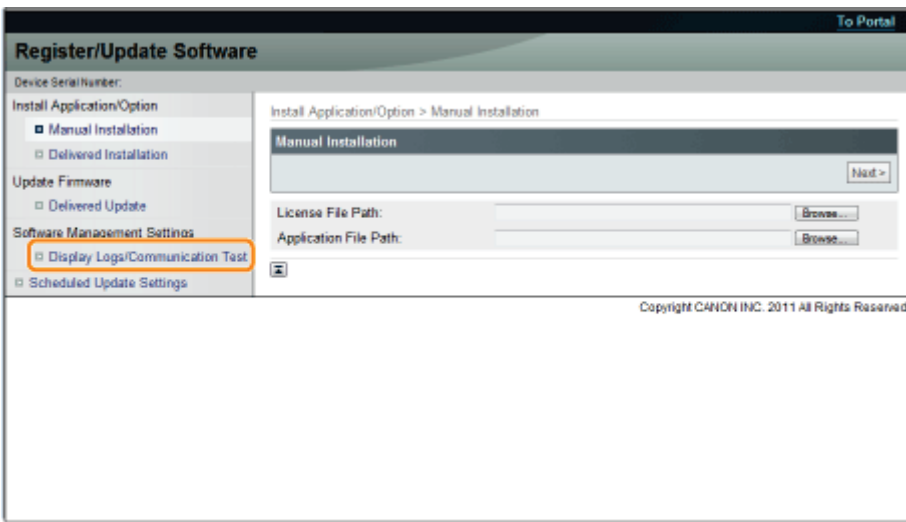 To Portal
Register/Update Software
Device Serial Number:
Install Application/Option
Manual Installation
Delivered Installation
Update Firmware
Delivered Update
Software Management Settings
Display Logs/Communication Test
Scheduled Update Settings
Install Application/Option > Manual Installation
Manual Installation
Next >
License File Path:
Browse...
Application File Path:
Browse...
Copyright CANON INC. 2011 All Rights Reserved